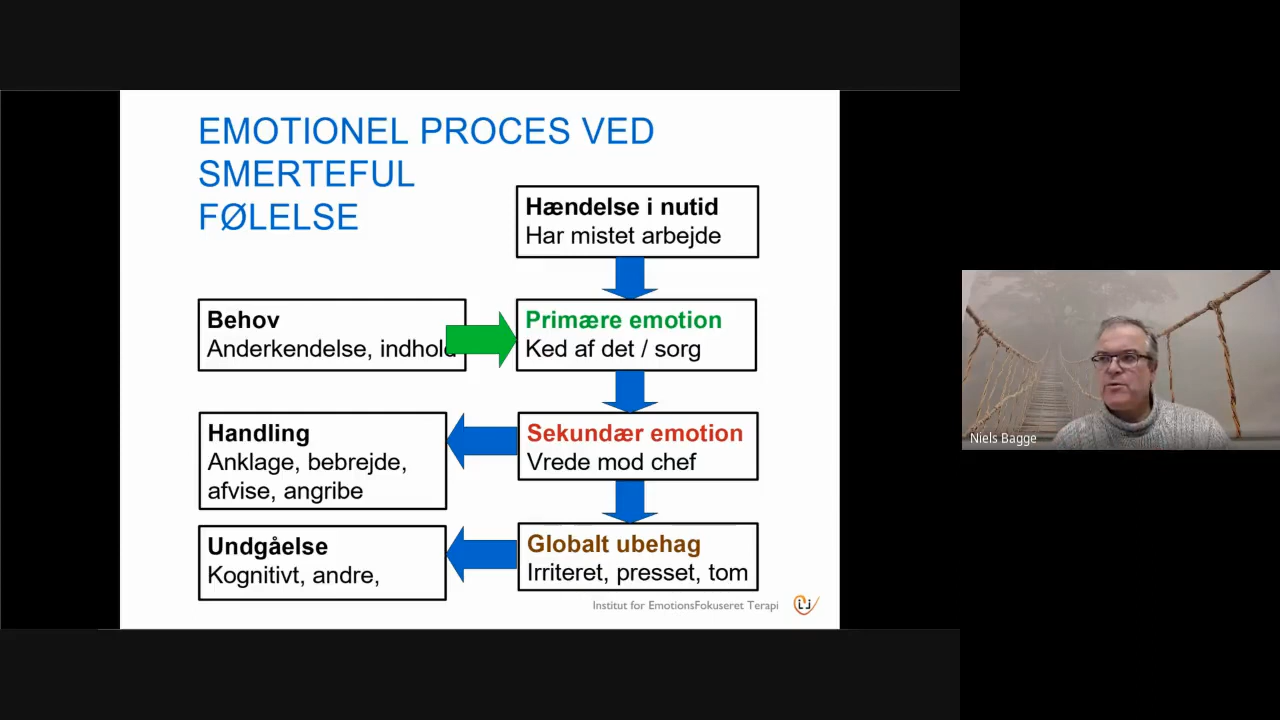 EMOTIONEL PROCES VED
SMERTEFUL
FØLELSE
Hændelse i nutid
Har mistet arbejde
Behov
Anderkendelse, indhold
Primære emotion
Ked af det / sorg
Handling
Anklage, bebrejde,
afvise, angribe
Sekundær emotion
Vrede mod chef
Undgåelse
Kognitivt, andre,
Globalt ubehag
Irriteret, presset, tom
Institut for EmotionsFokuseret Terapi
Niels Bagge